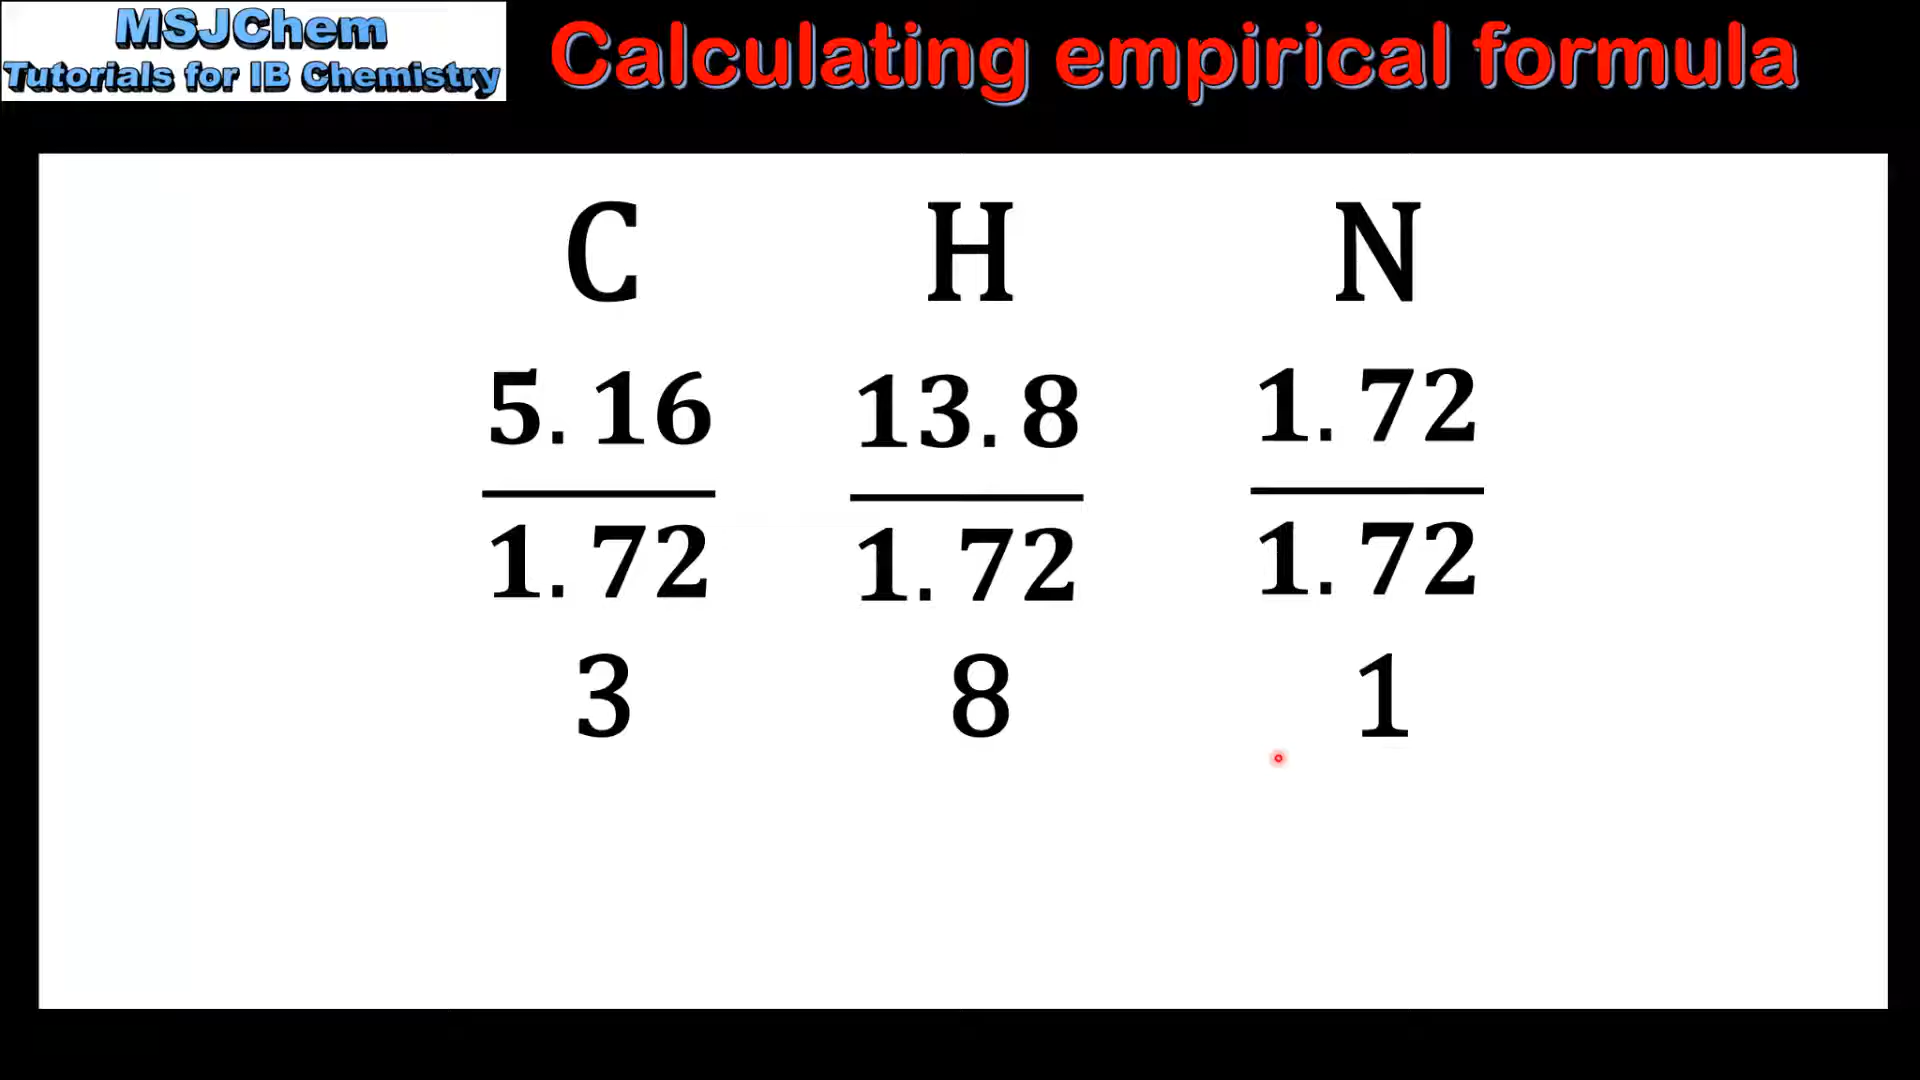 MSJChem
Tutorials for IB Chemistry
Calculating empirical formula
C H N
5.16 13.8 1.72
1.72 1.72 1.72
3 8 1